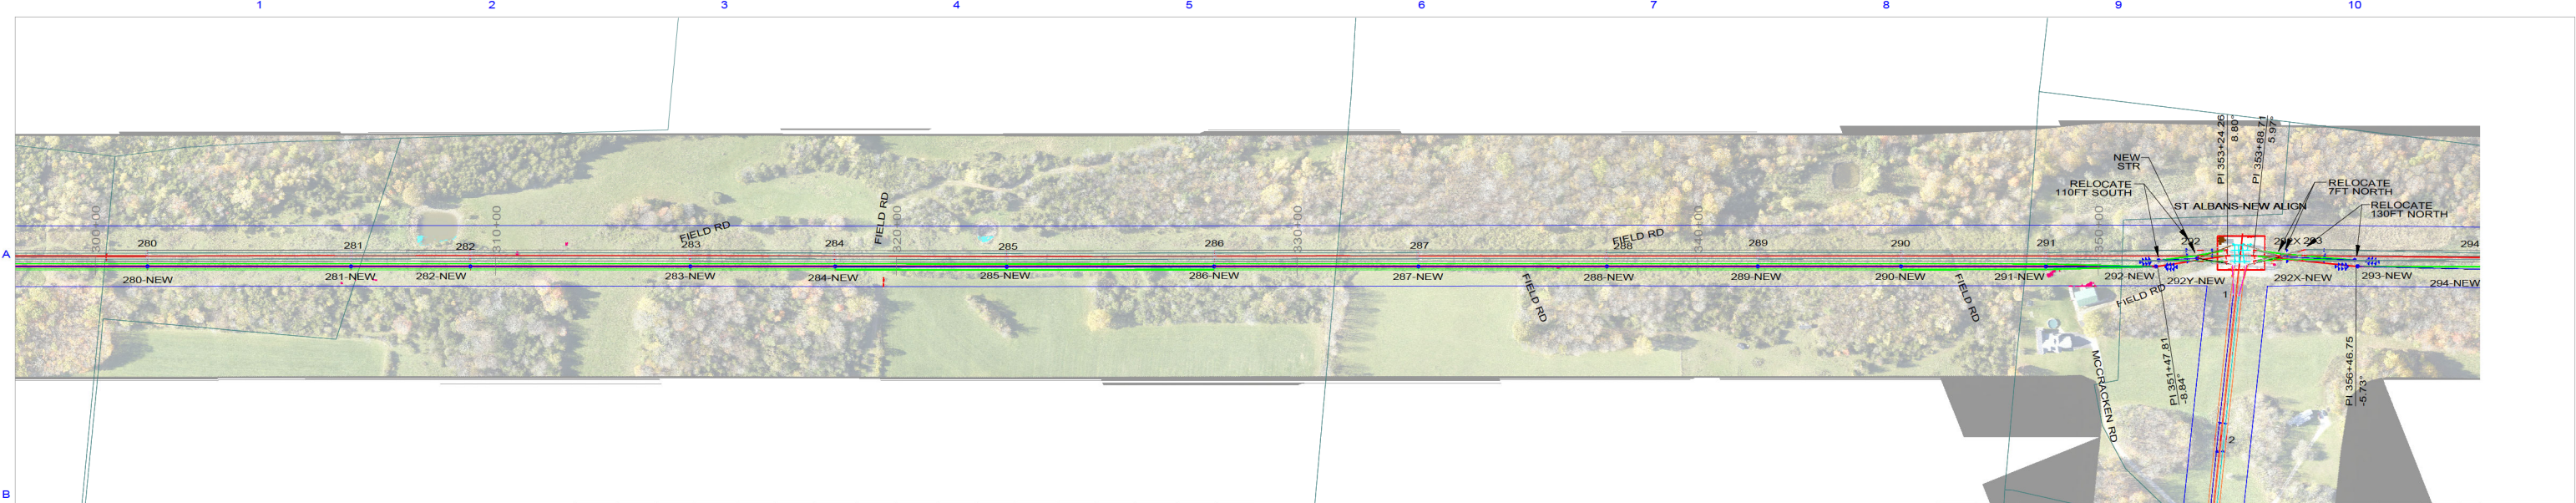 1 2 3 4 5 6 7 8 9 10
A
B
300+00
310+00
320+00
330+00
340+00
350+00
FIELD RD
FIELD RD
FIELD RD
280 281 282 283 284 285 286 287 288 289 290 291 292 292X 293 294
280-NEW 281-NEW 282-NEW 283-NEW 284-NEW 285-NEW 286-NEW 287-NEW 288-NEW 289-NEW 290-NEW 291-NEW 292-NEW 292Y-NEW 292X-NEW 293-NEW 294-NEW
FIELD RD
FIELD RD
FIELD RD
MCCRACKEN RD
NEW
STR
RELOCATE
110FT SOUTH
ST ALBANS-NEW ALIGN
RELOCATE
7FT NORTH
RELOCATE
130FT NORTH
PI 353+24.26
8.80°
PI 353+88.71
5.97°
PI 351+47.81
-8.84°
PI 356+46.75
-5.73°
1
2